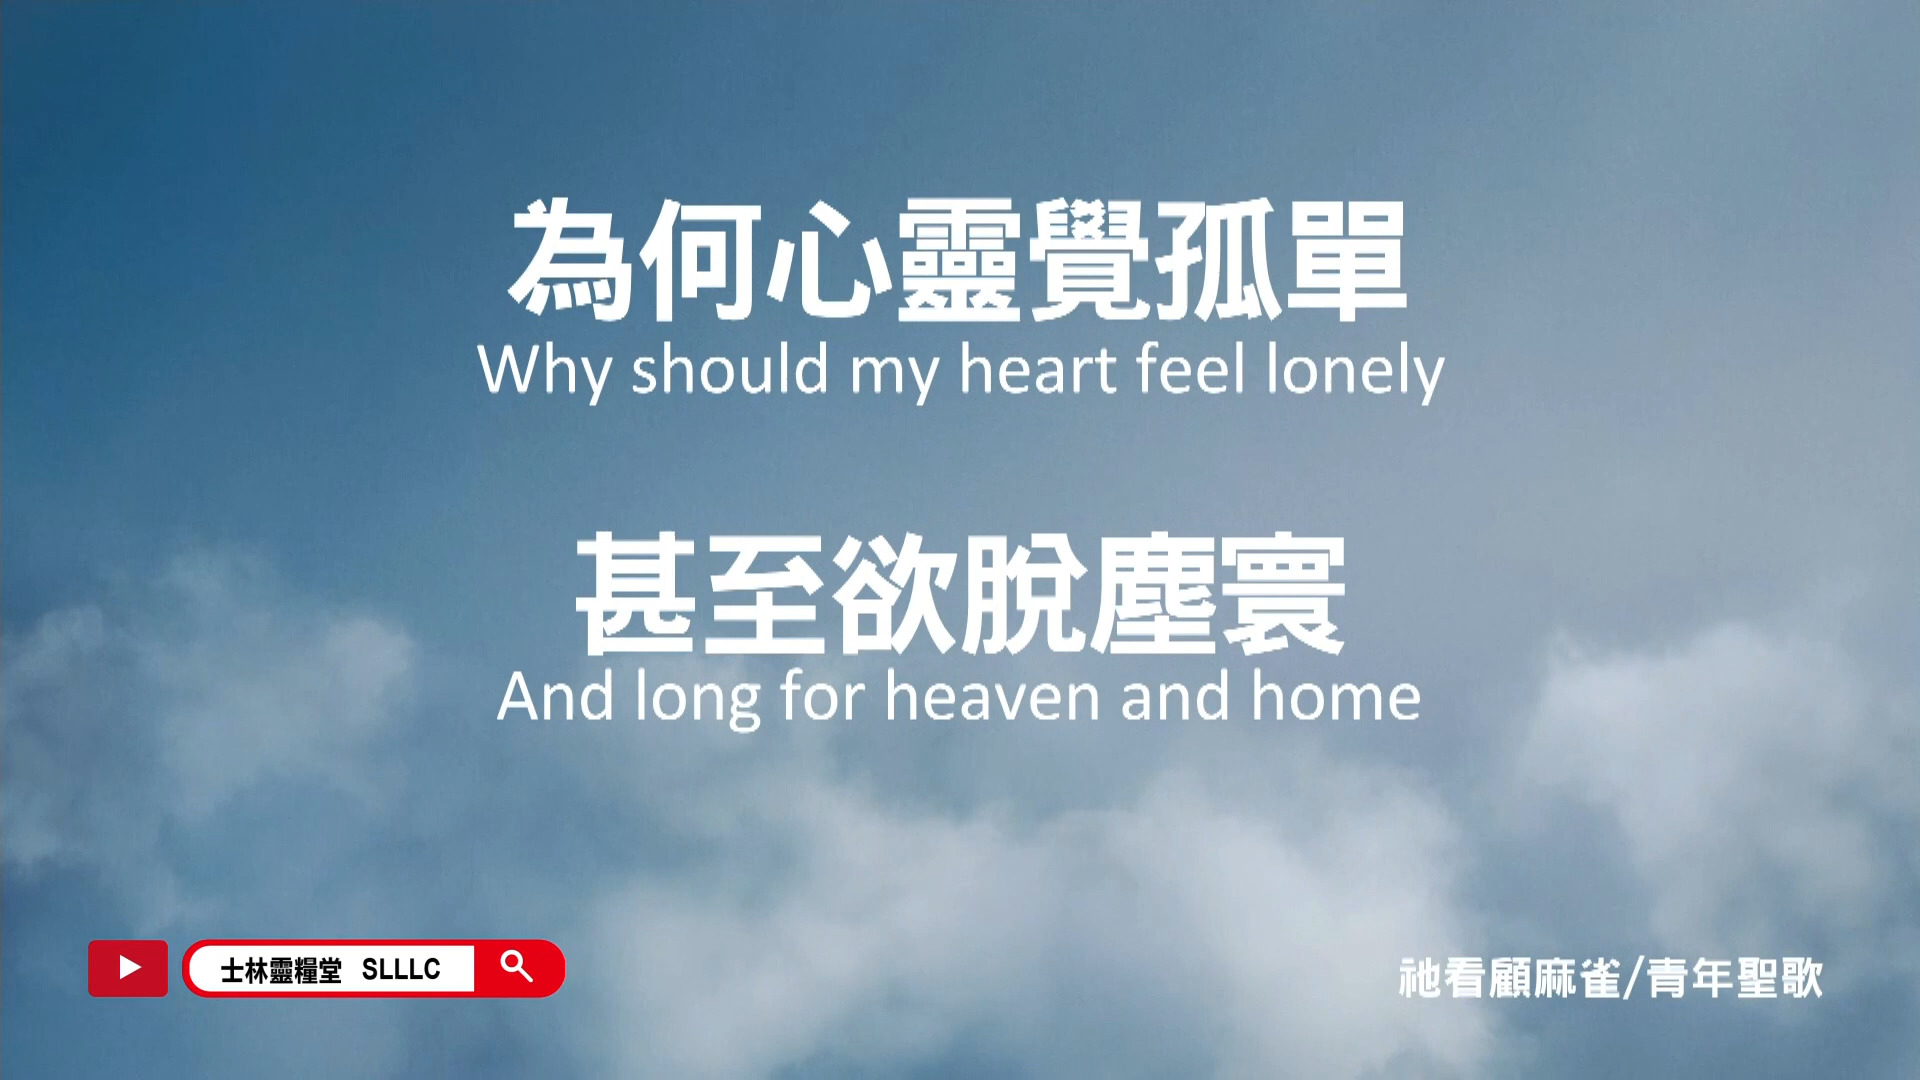 為何心靈覺孤單
Why should my heart feel lonely
甚至欲脫塵寰
And long for heaven and home
士林靈糧堂 SLLLC
祂看顧麻雀/青年聖歌